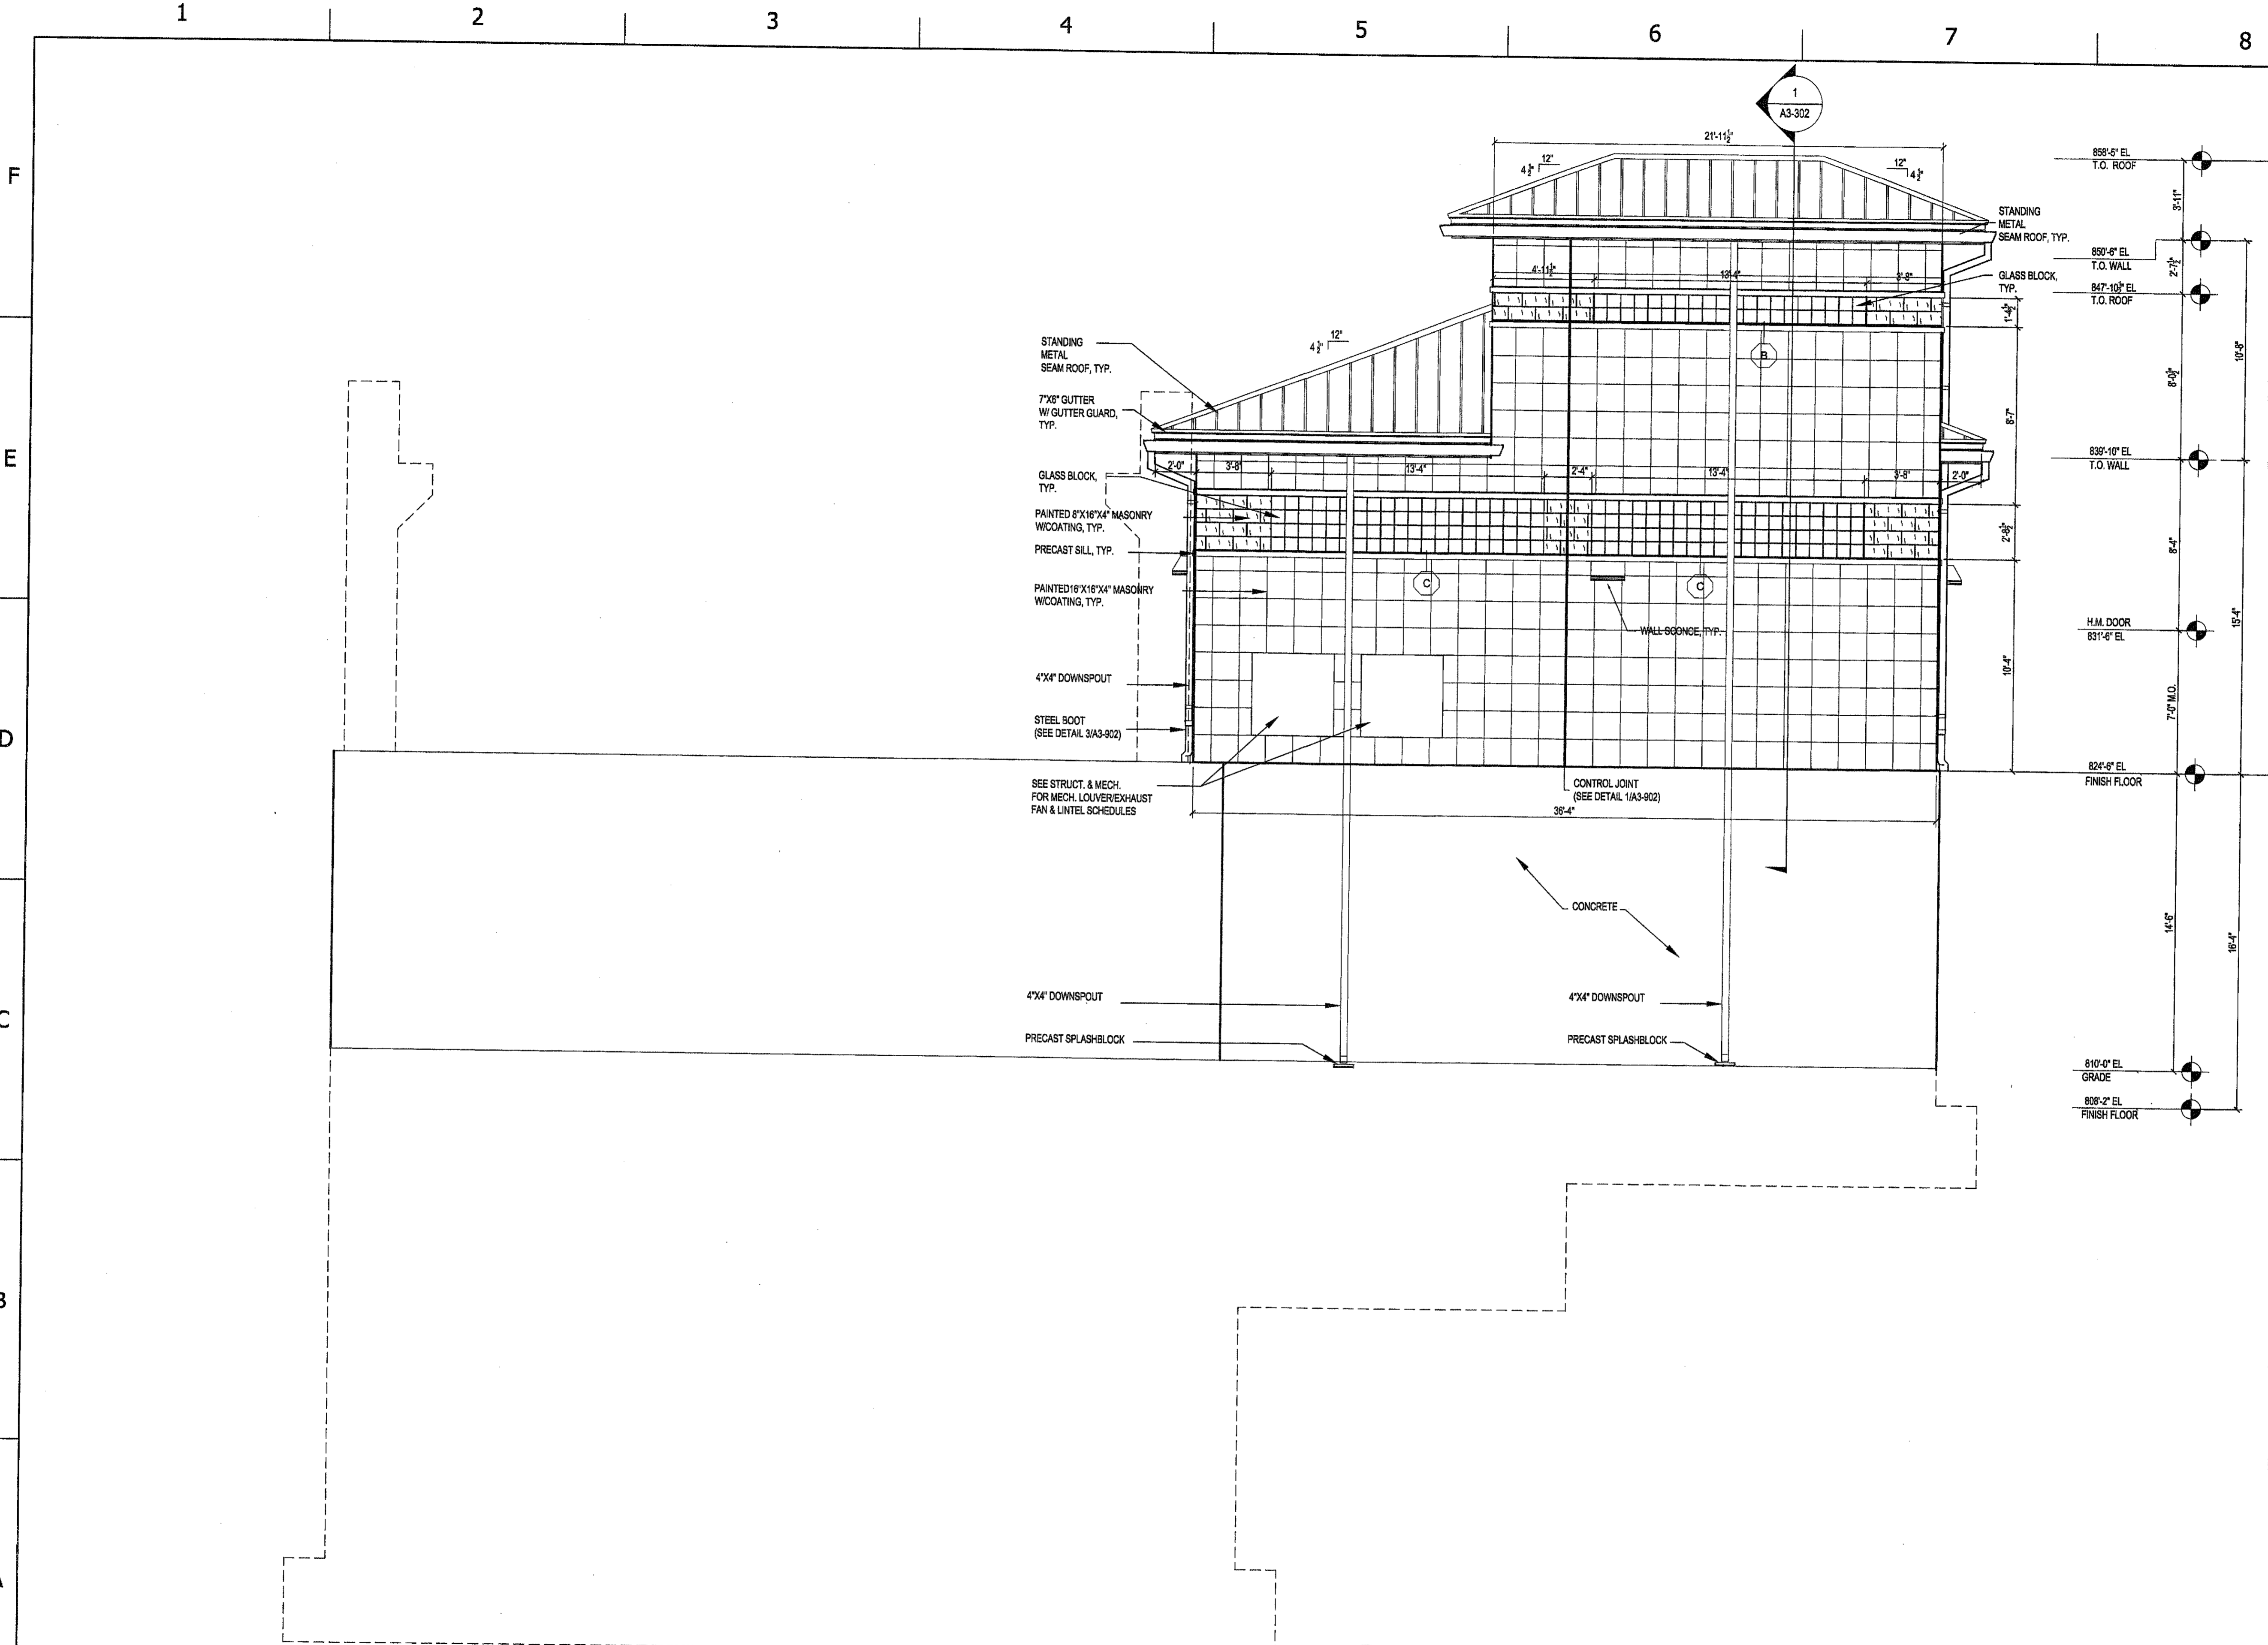 1 2 3 4 5 6 7 8
F
E
D
C
B
A
1
A3-302
21'-11½"
12"
4½"
12"
4½"
STANDING
METAL
SEAM ROOF, TYP.
GLASS BLOCK,
TYP.
4'-11½" 13'-4" 3'-8"
B
STANDING
METAL
SEAM ROOF, TYP.
12"
4½"
7"X6" GUTTER
W/ GUTTER GUARD,
TYP.
2'-0" 3'-8" 13'-4" 2'-4" 13'-4" 3'-8" 2'-0"
GLASS BLOCK,
TYP.
PAINTED 8"X16"X4" MASONRY
W/COATING, TYP.
PRECAST SILL, TYP.
C C
PAINTED16"X16"X4" MASONRY
W/COATING, TYP.
WALL SCONCE, TYP.
4"X4" DOWNSPOUT
STEEL BOOT
(SEE DETAIL 3/A3-902)
SEE STRUCT. & MECH.
FOR MECH. LOUVER/EXHAUST
FAN & LINTEL SCHEDULES
CONTROL JOINT
(SEE DETAIL 1/A3-902)
36'-4"
CONCRETE
4"X4" DOWNSPOUT
4"X4" DOWNSPOUT
PRECAST SPLASHBLOCK
PRECAST SPLASHBLOCK
1'-4½"
8'-7"
2'-8½"
10'-4"
858'-5" EL
T.O. ROOF
850'-6" EL
T.O. WALL
847'-10½" EL
T.O. ROOF
839'-10" EL
T.O. WALL
H.M. DOOR
831'-6" EL
824'-6" EL
FINISH FLOOR
810'-0" EL
GRADE
808'-2" EL
FINISH FLOOR
3'-11"
2'-7½"
8'-0½"
8'-4"
7'-0" M.O.
14'-6"
10'-8"
15'-4"
16'-4"